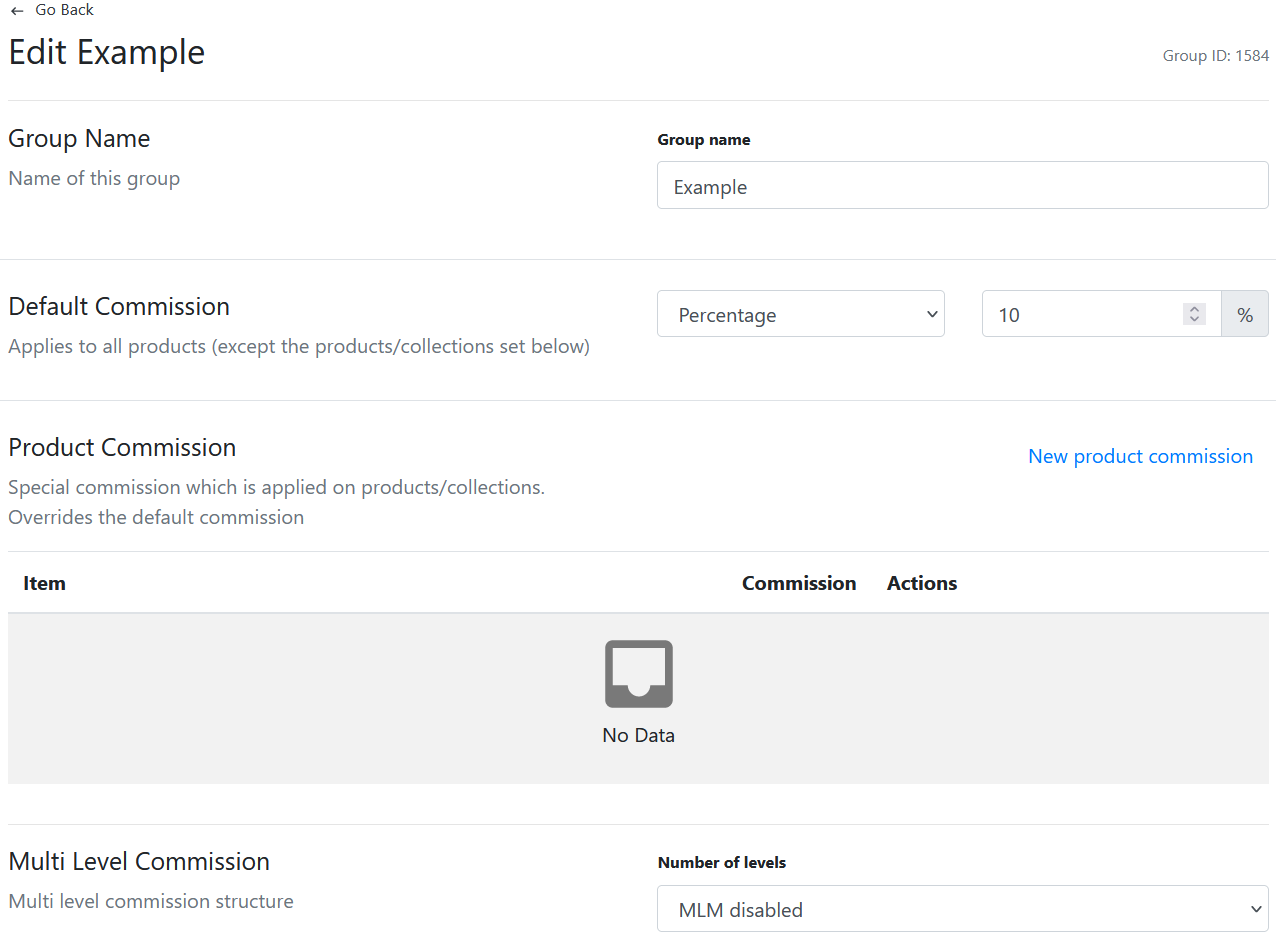 Go Back
Edit Example
Group ID: 1584
Group Name
Name of this group
Group name
Example
Default Commission
Applies to all products (except the products/collections set below)
Percentage
10
%
Product Commission
Special commission which is applied on products/collections.
Overrides the default commission
New product commission
Item Commission Actions
No Data
Multi Level Commission
Multi level commission structure
Number of levels
MLM disabled